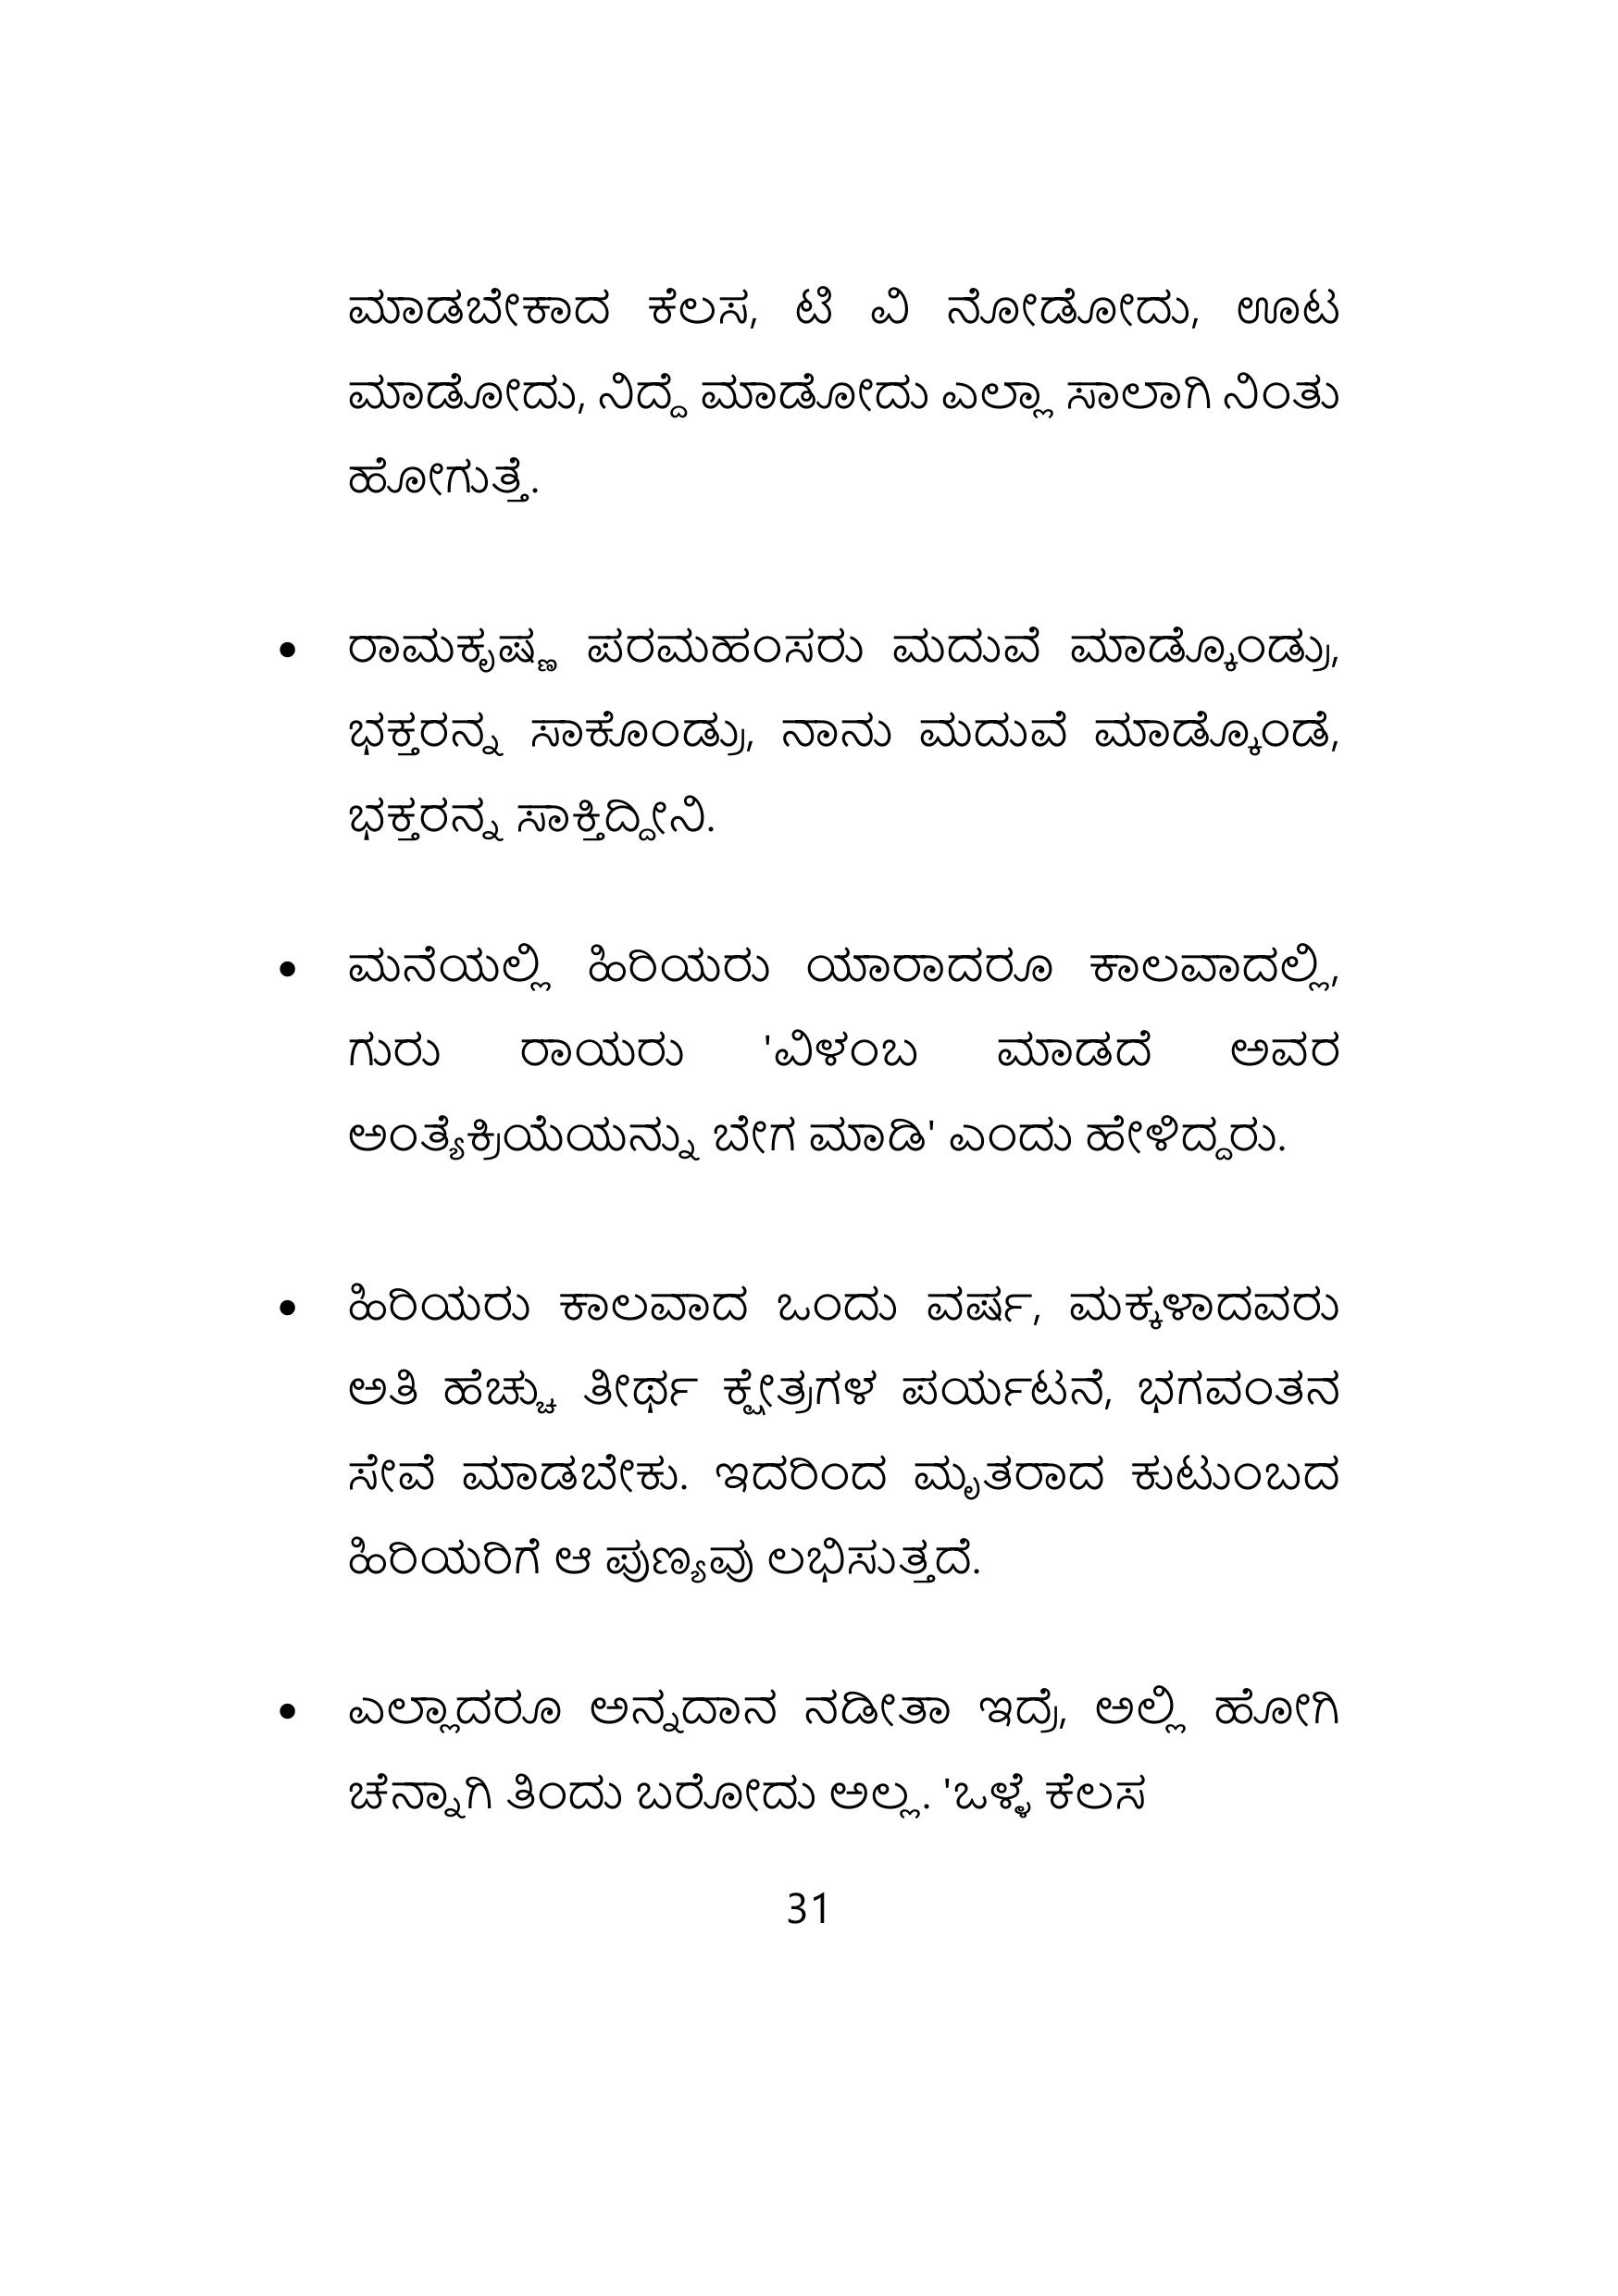 ಮಾಡಬೇಕಾದ ಕೆಲಸ, ಟಿ ವಿ ನೋಡೋದು, ಊಟ
ಮಾಡೋದು, ನಿದ್ದೆ ಮಾಡೋದು ಎಲ್ಲಾ ಸಾಲಾಗಿ ನಿಂತು
ಹೋಗುತ್ತೆ.
• ರಾಮಕೃಷ್ಣ ಪರಮಹಂಸರು ಮದುವೆ ಮಾಡ್ಕೊಂಡ್ರು,
ಭಕ್ತರನ್ನ ಸಾಕೊಂಡ್ರು, ನಾನು ಮದುವೆ ಮಾಡ್ಕೊಂಡೆ,
ಭಕ್ತರನ್ನ ಸಾಕ್ತಿದ್ದೀನಿ.
• ಮನೆಯಲ್ಲಿ ಹಿರಿಯರು ಯಾರಾದರೂ ಕಾಲವಾದಲ್ಲಿ,
ಗುರು ರಾಯರು 'ವಿಳಂಬ ಮಾಡದೆ ಅವರ
ಅಂತ್ಯೆಕ್ರಿಯೆಯನ್ನು ಬೇಗ ಮಾಡಿ' ಎಂದು ಹೇಳಿದ್ದರು.
• ಹಿರಿಯರು ಕಾಲವಾದ ಒಂದು ವರ್ಷ, ಮಕ್ಕಳಾದವರು
ಅತಿ ಹೆಚ್ಚು ತೀರ್ಥ ಕ್ಷೇತ್ರಗಳ ಪರ್ಯಟನೆ, ಭಗವಂತನ
ಸೇವೆ ಮಾಡಬೇಕು. ಇದರಿಂದ ಮೃತರಾದ ಕುಟುಂಬದ
ಹಿರಿಯರಿಗೆ ಆ ಪುಣ್ಯವು ಲಭಿಸುತ್ತದೆ.
• ಎಲ್ಲಾದರೂ ಅನ್ನದಾನ ನಡೀತಾ ಇದ್ರೆ, ಅಲ್ಲಿ ಹೋಗಿ
ಚೆನ್ನಾಗಿ ತಿಂದು ಬರೋದು ಅಲ್ಲ. 'ಒಳ್ಳೆ ಕೆಲಸ
31